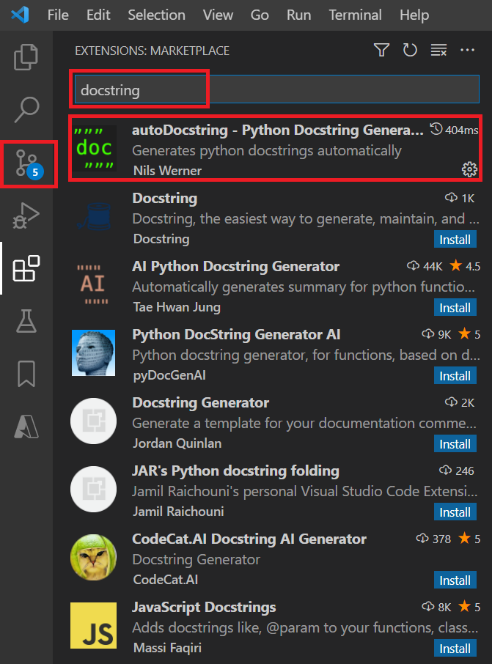 File Edit Selection View Go Run Terminal Help
EXTENSIONS: MARKETPLACE
docstring
autoDocstring - Python Docstring Genera... 404ms
""" doc """
Generates python docstrings automatically
Nils Werner
5
Docstring 1K
Docstring, the easiest way to generate, maintain, and ...
Docstring Install
AI Python Docstring Generator 44K 4.5
""" AI """
Automatically generates summary for python functio...
Tae Hwan Jung Install
Python DocString Generator AI 9K 5
Python docstring generator, for functions, based on d...
pyDocGenAI Install
Docstring Generator 2K
Generate a template for your documentation comme...
Jordan Quinlan Install
JAR's Python docstring folding 246
Jamil Raichouni's personal Visual Studio Code Extensi...
Jamil Raichouni Install
CodeCat.AI Docstring AI Generator 378 5
Docstring Generator
CodeCat.AI Install
JavaScript Docstrings 8K 5
JS
Adds docstrings like, @param to your functions, class...
Massi Faqiri Install